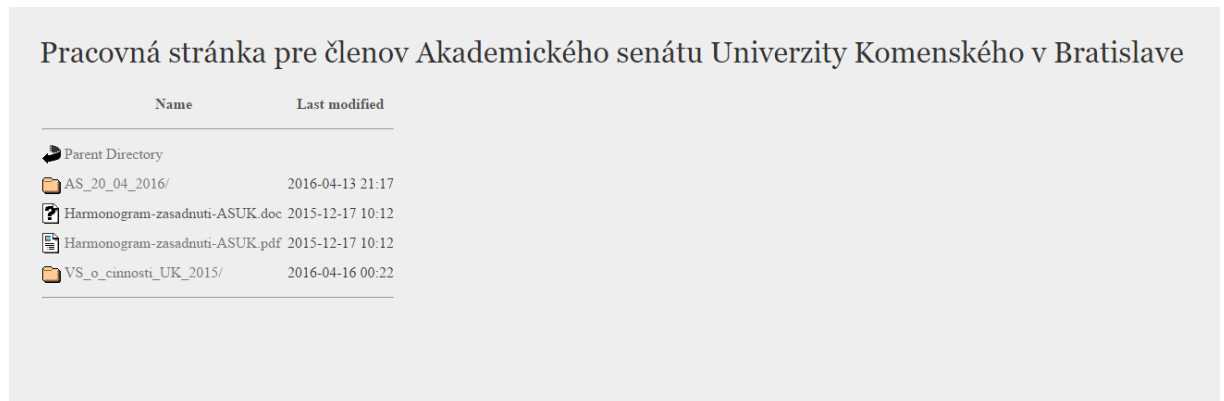 Pracovná stránka pre členov Akademického senátu Univerzity Komenského v Bratislave
Name Last modified
Parent Directory
AS_20_04_2016/ 2016-04-13 21:17
Harmonogram-zasadnuti-ASUK.doc 2015-12-17 10:12
Harmonogram-zasadnuti-ASUK.pdf 2015-12-17 10:12
VS_o_cinnosti_UK_2015/ 2016-04-16 00:22